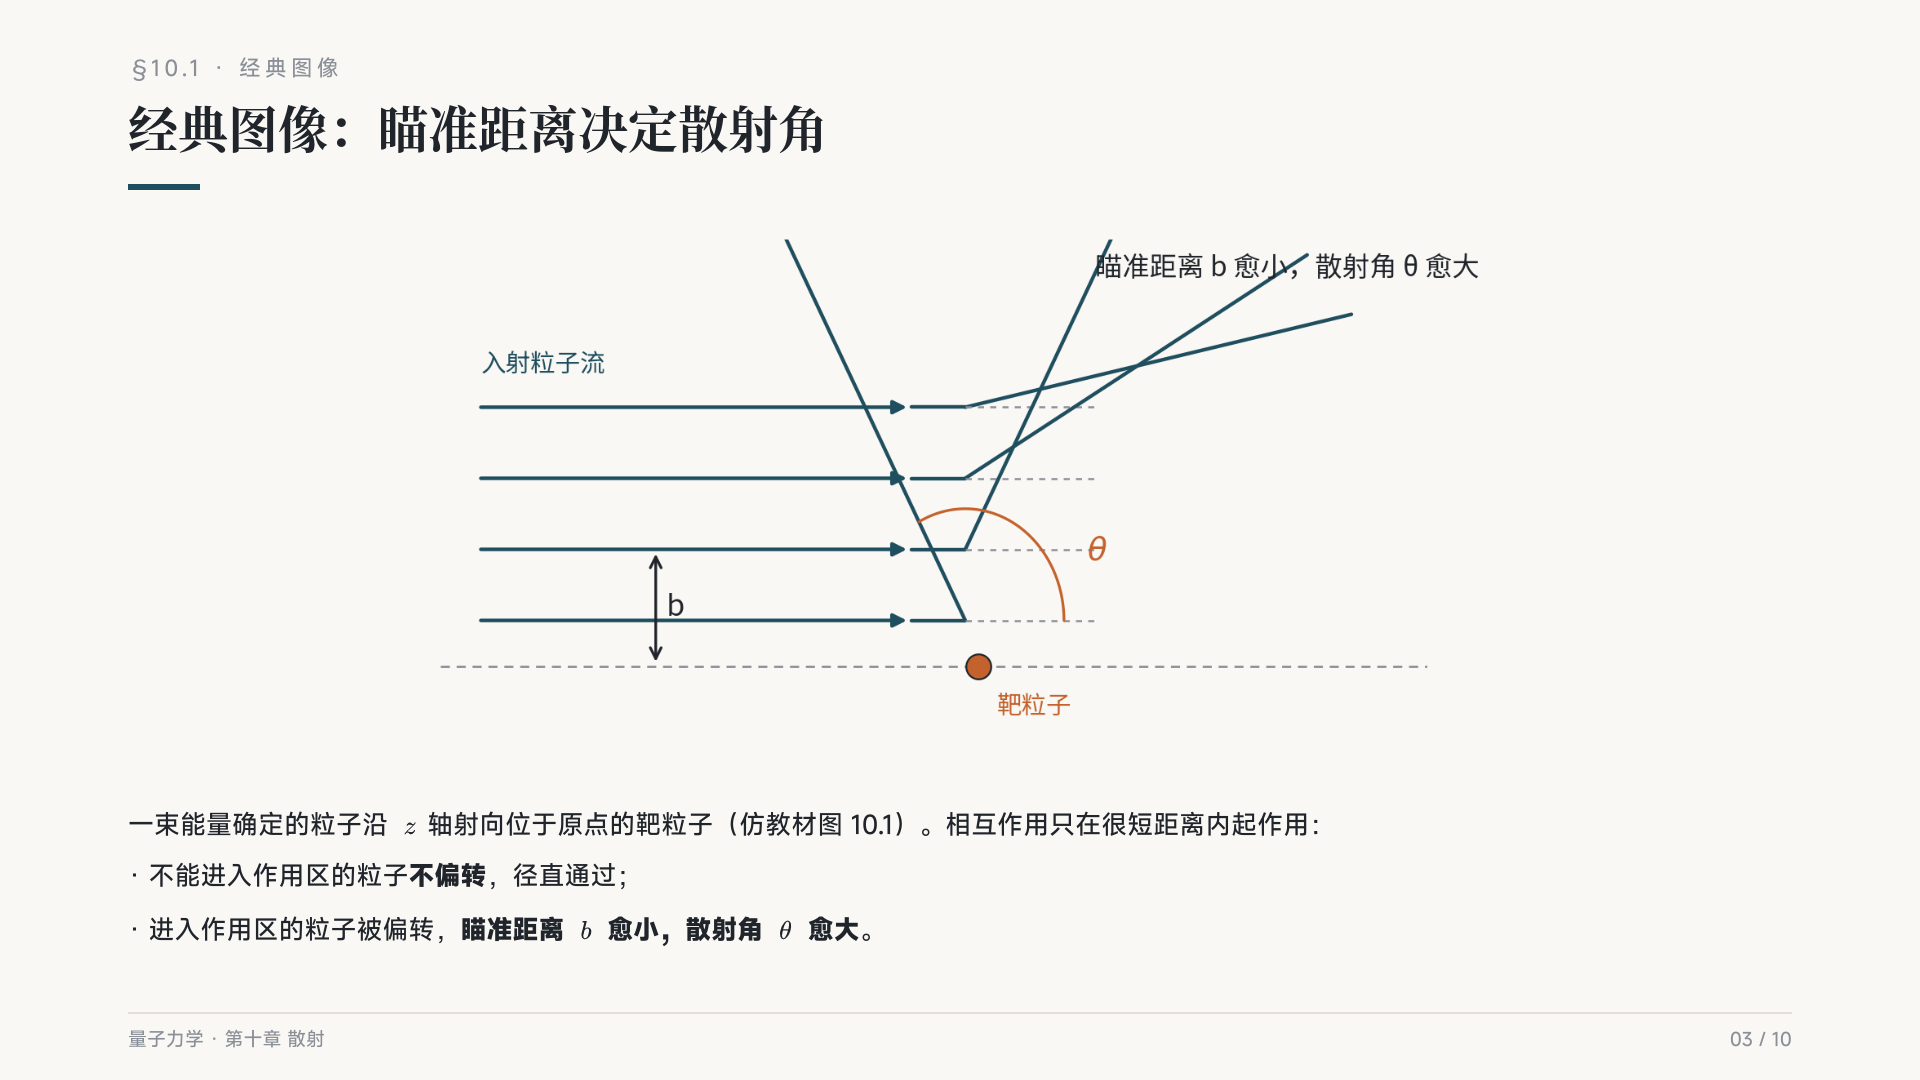 §10.1 · 经典图像
经典图像：瞄准距离决定散射角
瞄准距离 b 愈小，散射角 θ 愈大
入射粒子流
θ
b
靶粒子
一束能量确定的粒子沿 z 轴射向位于原点的靶粒子（仿教材图 10.1）。相互作用只在很短距离内起作用：
· 不能进入作用区的粒子不偏转，径直通过；
· 进入作用区的粒子被偏转，瞄准距离 b 愈小，散射角 θ 愈大。
量子力学 · 第十章 散射
03 / 10